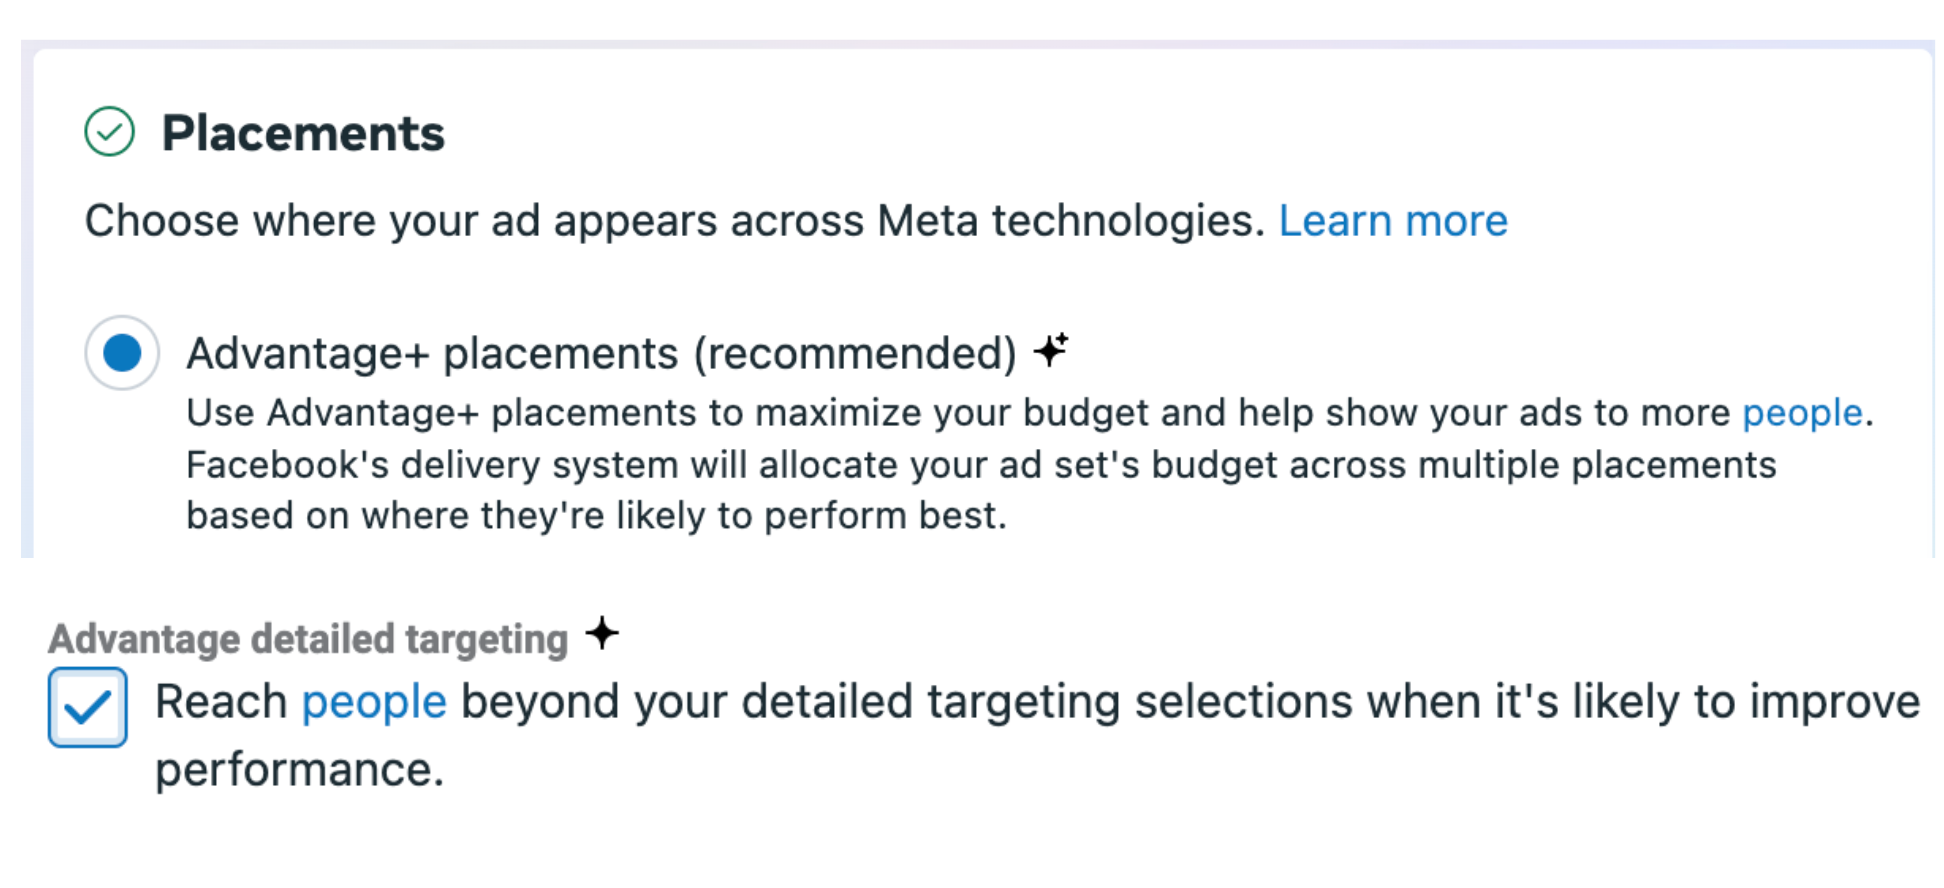 Placements
Choose where your ad appears across Meta technologies. Learn more
Advantage+ placements (recommended)
Use Advantage+ placements to maximize your budget and help show your ads to more people.
Facebook's delivery system will allocate your ad set's budget across multiple placements
based on where they're likely to perform best.
Advantage detailed targeting
Reach people beyond your detailed targeting selections when it's likely to improve
performance.